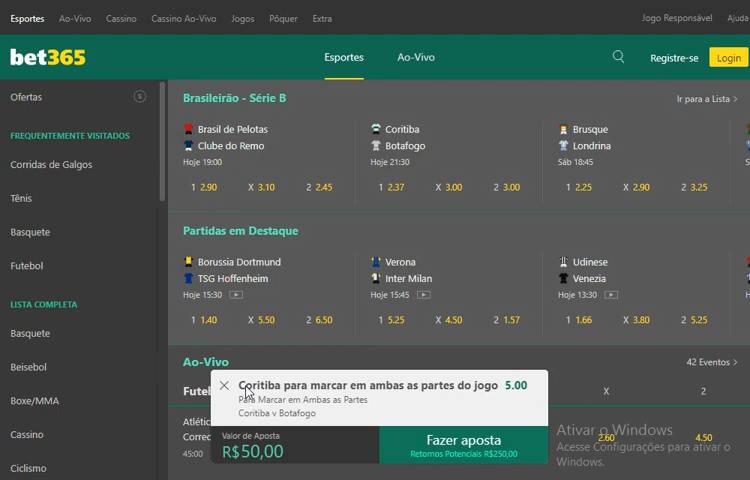 Esportes Ao-Vivo Cassino Cassino Ao-Vivo Jogos Pôquer Extra Jogo Responsável Ajuda
bet365 Esportes Ao-Vivo Registre-se Login
Ofertas 5
FREQUENTEMENTE VISITADOS
Corridas de Galgos
Tênis
Basquete
Futebol
LISTA COMPLETA
Basquete
Beisebol
Boxe/MMA
Cassino
Ciclismo
Brasileirão - Série B Ir para a Lista >
Brasil de Pelotas
Clube do Remo
Hoje 19:00
1 2.90 X 3.10 2 2.45
Coritiba
Botafogo
Hoje 21:30
1 2.37 X 3.00 2 3.00
Brusque
Londrina
Sáb 18:45
1 2.25 X 2.90 2 3.25
Partidas em Destaque
Borussia Dortmund
TSG Hoffenheim
Hoje 15:30
1 1.40 X 5.50 2 6.50
Verona
Inter Milan
Hoje 15:45
1 5.25 X 4.50 2 1.57
Udinese
Venezia
Hoje 13:30
1 1.66 X 3.80 2 5.25
Ao-Vivo 42 Eventos >
X 2
45:00 2.60 4.50
Coritiba para marcar em ambas as partes do jogo 5.00
Para Marcar em Ambas as Partes
Coritiba v Botafogo
Valor de Aposta
R$50,00
Fazer aposta
Retornos Potenciais R$250,00
Ativar o Windows
Acesse Configurações para ativar o
Windows.